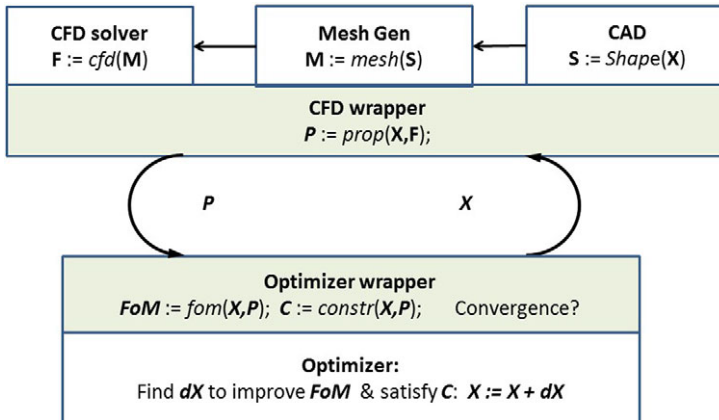 CFD solver
F := cfd(M)
Mesh Gen
M := mesh(S)
CAD
S := Shape(X)
CFD wrapper
P := prop(X,F);
P
X
Optimizer wrapper
FoM := fom(X,P); C := constr(X,P); Convergence?
Optimizer:
Find dX to improve FoM & satisfy C: X := X + dX